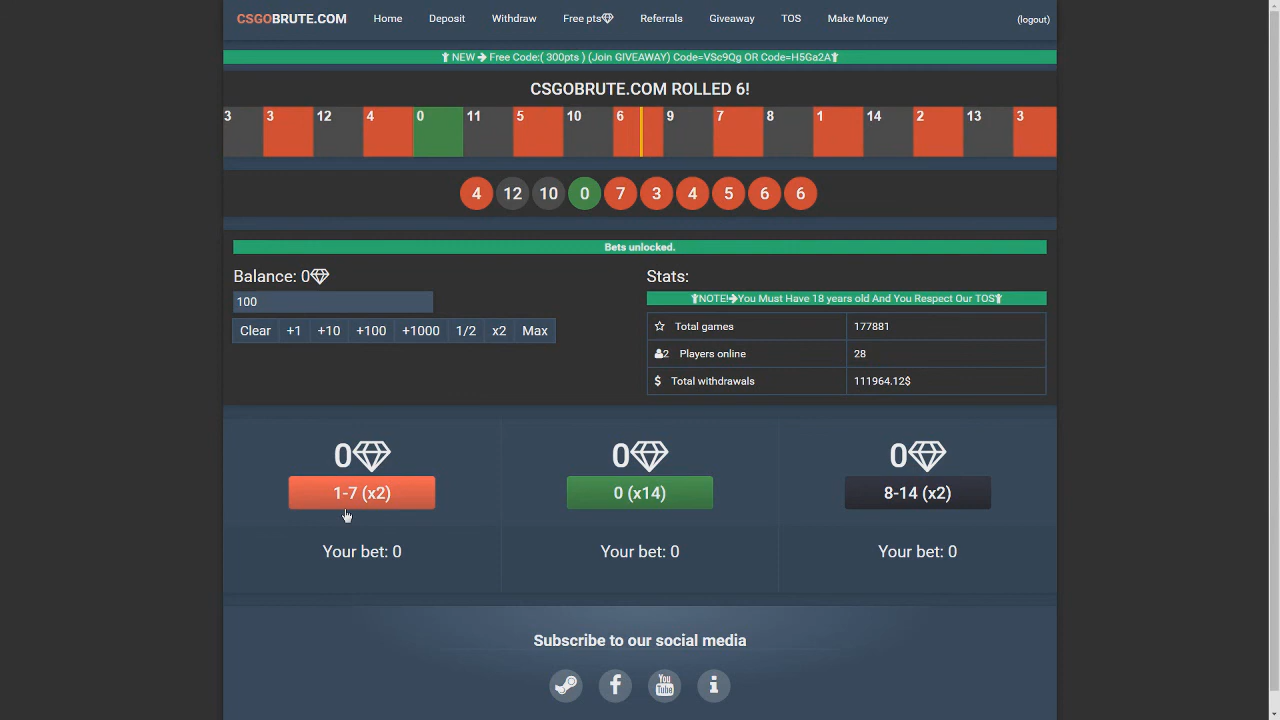 CSGOBRUTE.COM Home Deposit Withdraw Free pts Referrals Giveaway TOS Make Money (logout)
NEW Free Code:( 300pts ) (Join GIVEAWAY) Code=VSc9Qg OR Code=H5Ga2A
CSGOBRUTE.COM ROLLED 6!
3 3 12 4 0 11 5 10 6 9 7 8 1 14 2 13 3
4 12 10 0 7 3 4 5 6 6
Bets unlocked.
Balance: 0
100
Clear +1 +10 +100 +1000 1/2 x2 Max
Stats:
NOTE! You Must Have 18 years old And You Respect Our TOS
Total games 177881
2 Players online 28
$ Total withdrawals 111964.12$
0 0 0
1-7 (x2) 0 (x14) 8-14 (x2)
Your bet: 0 Your bet: 0 Your bet: 0
Subscribe to our social media
You Tube